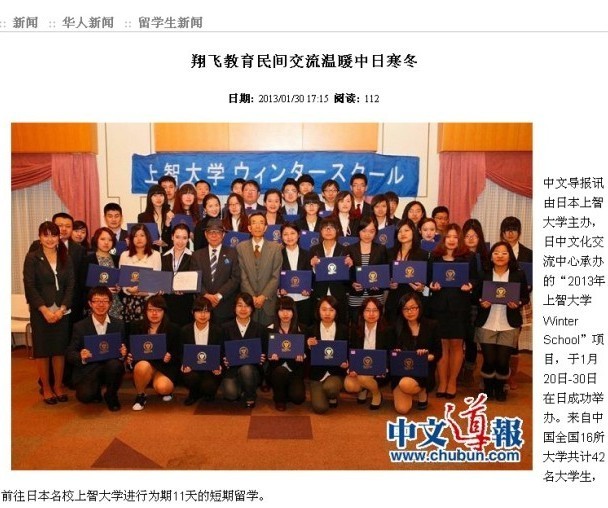 :: 新闻 :: 华人新闻 :: 留学生新闻
翔飞教育民间交流温暖中日寒冬
日期: 2013/01/30 17:15 阅读: 112
上智大学 ウィンタースクール
中文導報
www.chubun.com
中文导报讯
由日本上智
大学主办，
日中文化交
流中心承办
的“2013年
上智大学
Winter
School”项
目，于1月
20日-30日
在日成功举
办。来自中
国全国16所
大学共计42
名大学生，
前往日本名校上智大学进行为期11天的短期留学。